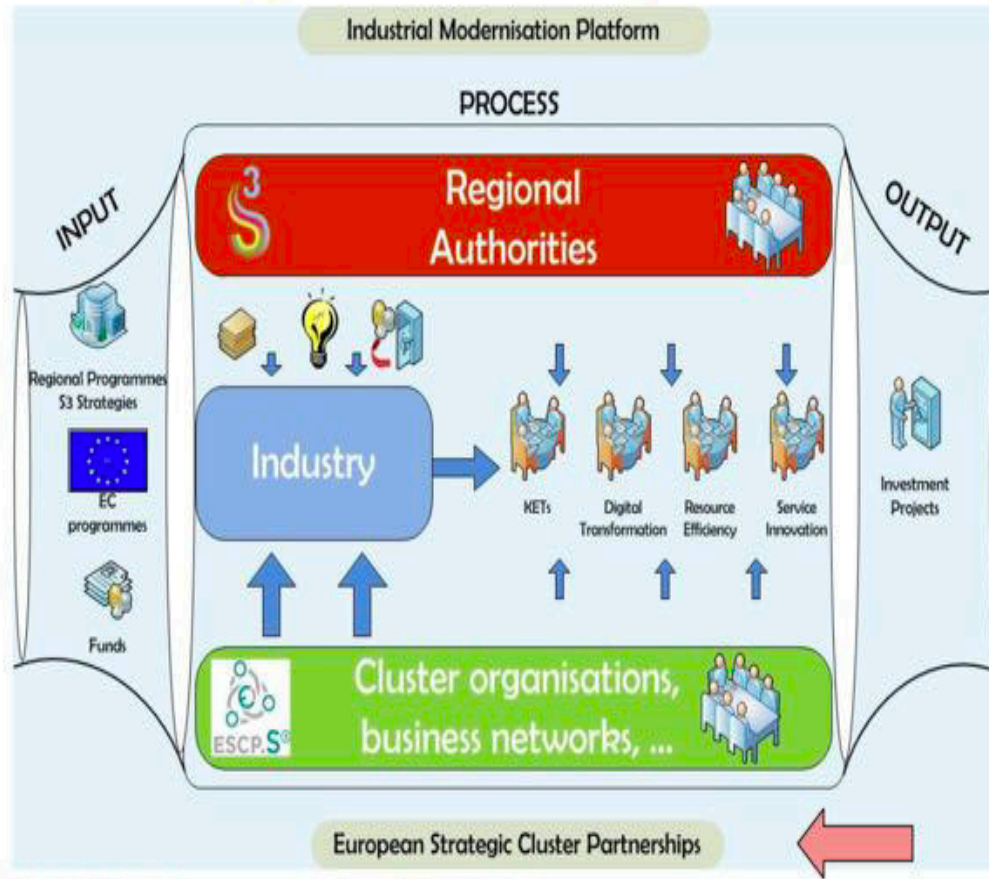 Industrial Modernisation Platform
PROCESS
INPUT
OUTPUT
S3
Regional
Authorities
Regional Programmes
S3 Strategies
EC
programmes
Funds
Industry
KETs
Digital
Transformation
Resource
Efficiency
Service
Innovation
Investment
Projects
ESCP.S®
Cluster organisations,
business networks, ...
European Strategic Cluster Partnerships